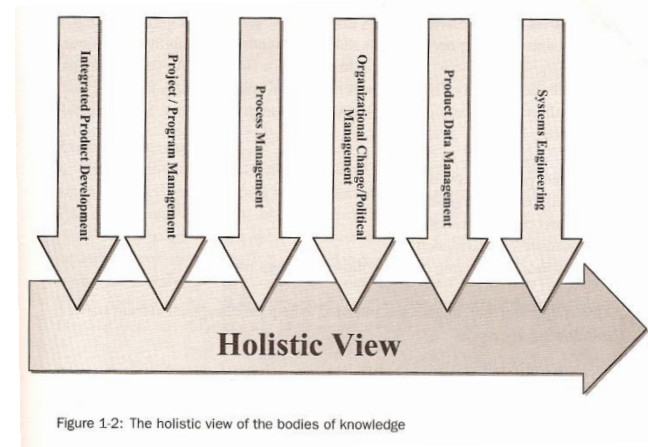 Integrated Product Development
Project / Program Management
Process Management
Organizational Change/Political
Management
Product Data Management
Systems Engineering
Holistic View
Figure 1-2: The holistic view of the bodies of knowledge